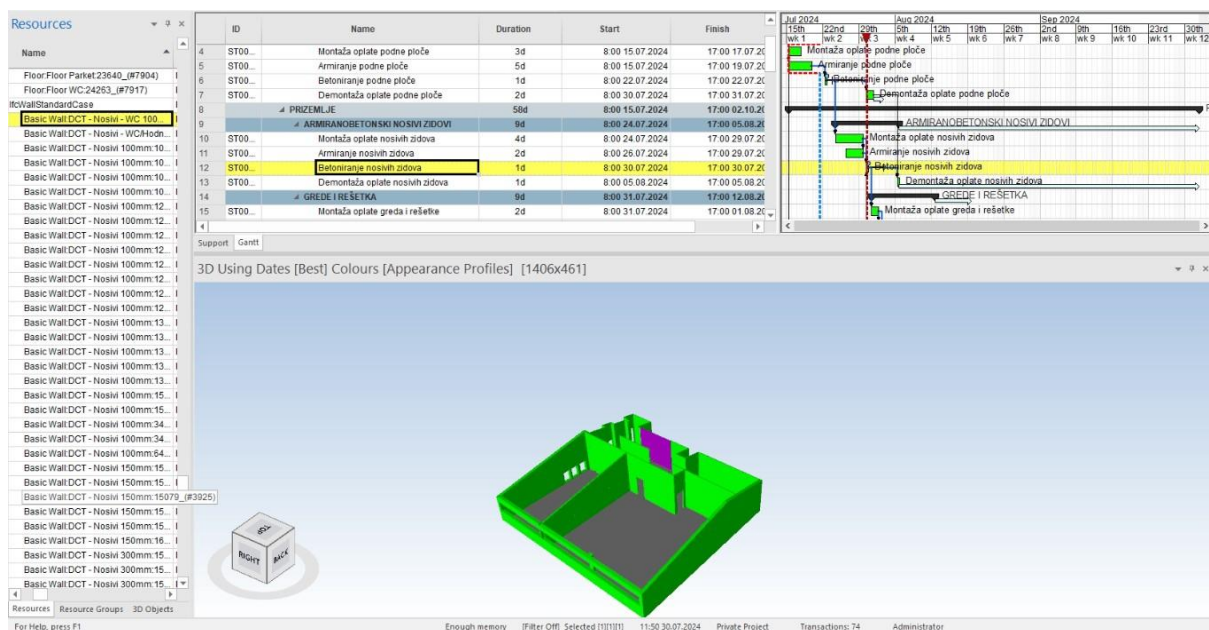 Resources
Name
Floor:Floor Parket:23640_(#7904)
Floor:Floor WC:24263_(#7917)
IfcWallStandardCase
Basic Wall:DCT - Nosivi - WC 100...
Basic Wall:DCT - Nosivi - WC/Hodn...
Basic Wall:DCT - Nosivi 100mm:10...
Basic Wall:DCT - Nosivi 100mm:10...
Basic Wall:DCT - Nosivi 100mm:10...
Basic Wall:DCT - Nosivi 100mm:10...
Basic Wall:DCT - Nosivi 100mm:12...
Basic Wall:DCT - Nosivi 100mm:12...
Basic Wall:DCT - Nosivi 100mm:12...
Basic Wall:DCT - Nosivi 100mm:12...
Basic Wall:DCT - Nosivi 100mm:12...
Basic Wall:DCT - Nosivi 100mm:12...
Basic Wall:DCT - Nosivi 100mm:12...
Basic Wall:DCT - Nosivi 100mm:12...
Basic Wall:DCT - Nosivi 100mm:13...
Basic Wall:DCT - Nosivi 100mm:13...
Basic Wall:DCT - Nosivi 100mm:13...
Basic Wall:DCT - Nosivi 100mm:13...
Basic Wall:DCT - Nosivi 100mm:13...
Basic Wall:DCT - Nosivi 100mm:15...
Basic Wall:DCT - Nosivi 100mm:15...
Basic Wall:DCT - Nosivi 100mm:34...
Basic Wall:DCT - Nosivi 100mm:34...
Basic Wall:DCT - Nosivi 100mm:64...
Basic Wall:DCT - Nosivi 150mm:15...
Basic Wall:DCT - Nosivi 150mm:15...
Basic Wall:DCT - Nosivi 150mm:15079_(#3925)
Basic Wall:DCT - Nosivi 150mm:15...
Basic Wall:DCT - Nosivi 150mm:15...
Basic Wall:DCT - Nosivi 150mm:16...
Basic Wall:DCT - Nosivi 300mm:15...
Basic Wall:DCT - Nosivi 300mm:15...
Basic Wall:DCT - Nosivi 300mm:15...
Resources Resource Groups 3D Objects
ID Name Duration Start Finish
4 ST00... Montaža oplate podne ploče 3d 8:00 15.07.2024 17:00 17.07.20
5 ST00... Armiranje podne ploče 5d 8:00 15.07.2024 17:00 19.07.20
6 ST00... Betoniranje podne ploče 1d 8:00 22.07.2024 17:00 22.07.20
7 ST00... Demontaža oplate podne ploče 2d 8:00 30.07.2024 17:00 31.07.20
8 PRIZEMLJE 58d 8:00 15.07.2024 17:00 02.10.20
9 ARMIRANOBETONSKI NOSIVI ZIDOVI 9d 8:00 24.07.2024 17:00 05.08.20
10 ST00... Montaža oplate nosivih zidova 4d 8:00 24.07.2024 17:00 29.07.20
11 ST00... Armiranje nosivih zidova 2d 8:00 26.07.2024 17:00 29.07.20
12 ST00... Betoniranje nosivih zidova 1d 8:00 30.07.2024 17:00 30.07.20
13 ST00... Demontaža oplate nosivih zidova 1d 8:00 05.08.2024 17:00 05.08.20
14 GREDE I REŠETKA 9d 8:00 31.07.2024 17:00 12.08.20
15 ST00... Montaža oplate greda i rešetke 2d 8:00 31.07.2024 17:00 01.08.20
Support Gantt
Jul 2024 Aug 2024 Sep 2024
15th 22nd 29th 5th 12th 19th 26th 2nd 9th 16th 23rd 30th
wk 1 wk 2 wk 3 wk 4 wk 5 wk 6 wk 7 wk 8 wk 9 wk 10 wk 11 wk 12
Montaža oplate podne ploče
Armiranje podne ploče
Betoniranje podne ploče
Demontaža oplate podne ploče
ARMIRANOBETONSKI NOSIVI ZIDOVI
Montaža oplate nosivih zidova
Armiranje nosivih zidova
Betoniranje nosivih zidova
Demontaža oplate nosivih zidova
GREDE I REŠETKA
Montaža oplate greda i rešetke
3D Using Dates [Best] Colours [Appearance Profiles] [1406x461]
TOP
RIGHT BACK
For Help, press F1
Enough memory [Filter Off] Selected [1][1][1] 11:50 30.07.2024 Private Project Transactions: 74 Administrator